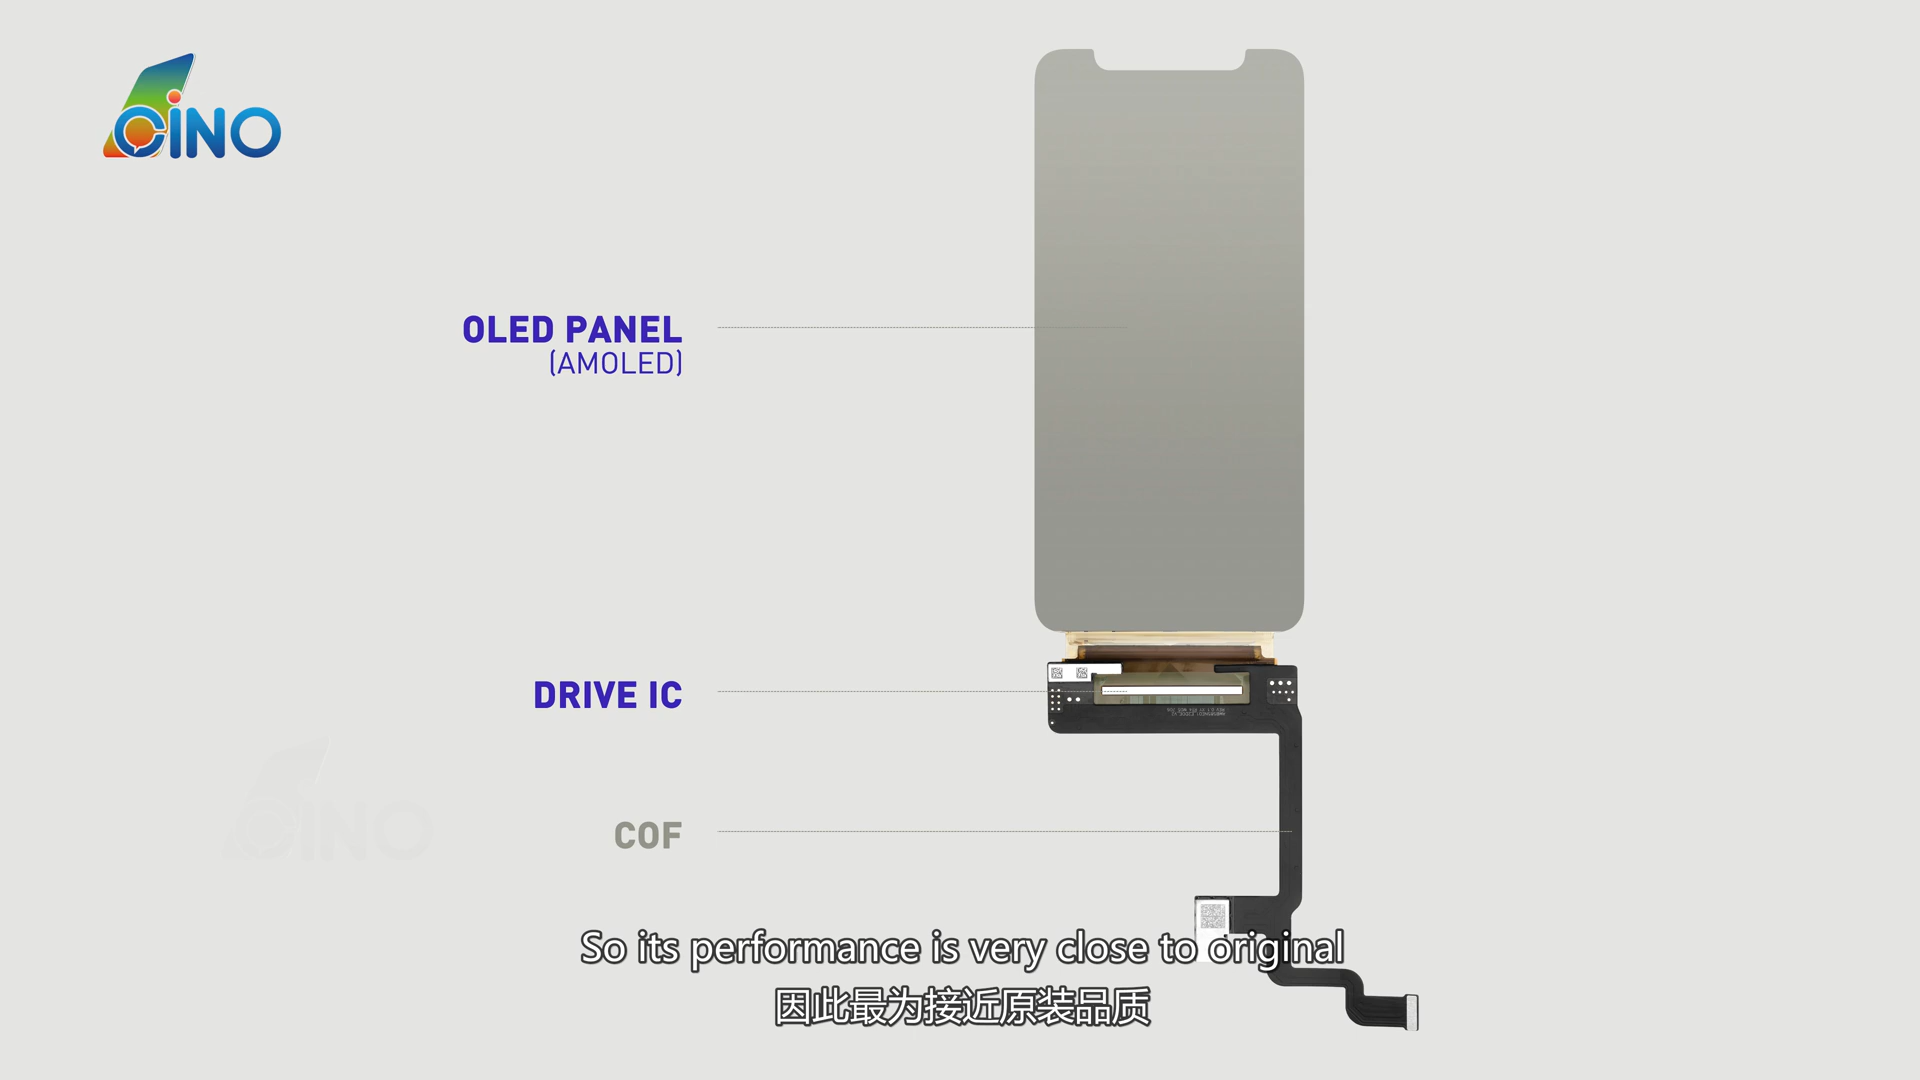 CiNO
OLED PANEL
(AMOLED)
DRIVE IC
COF
So its performance is very close to original
因此最为接近原装品质